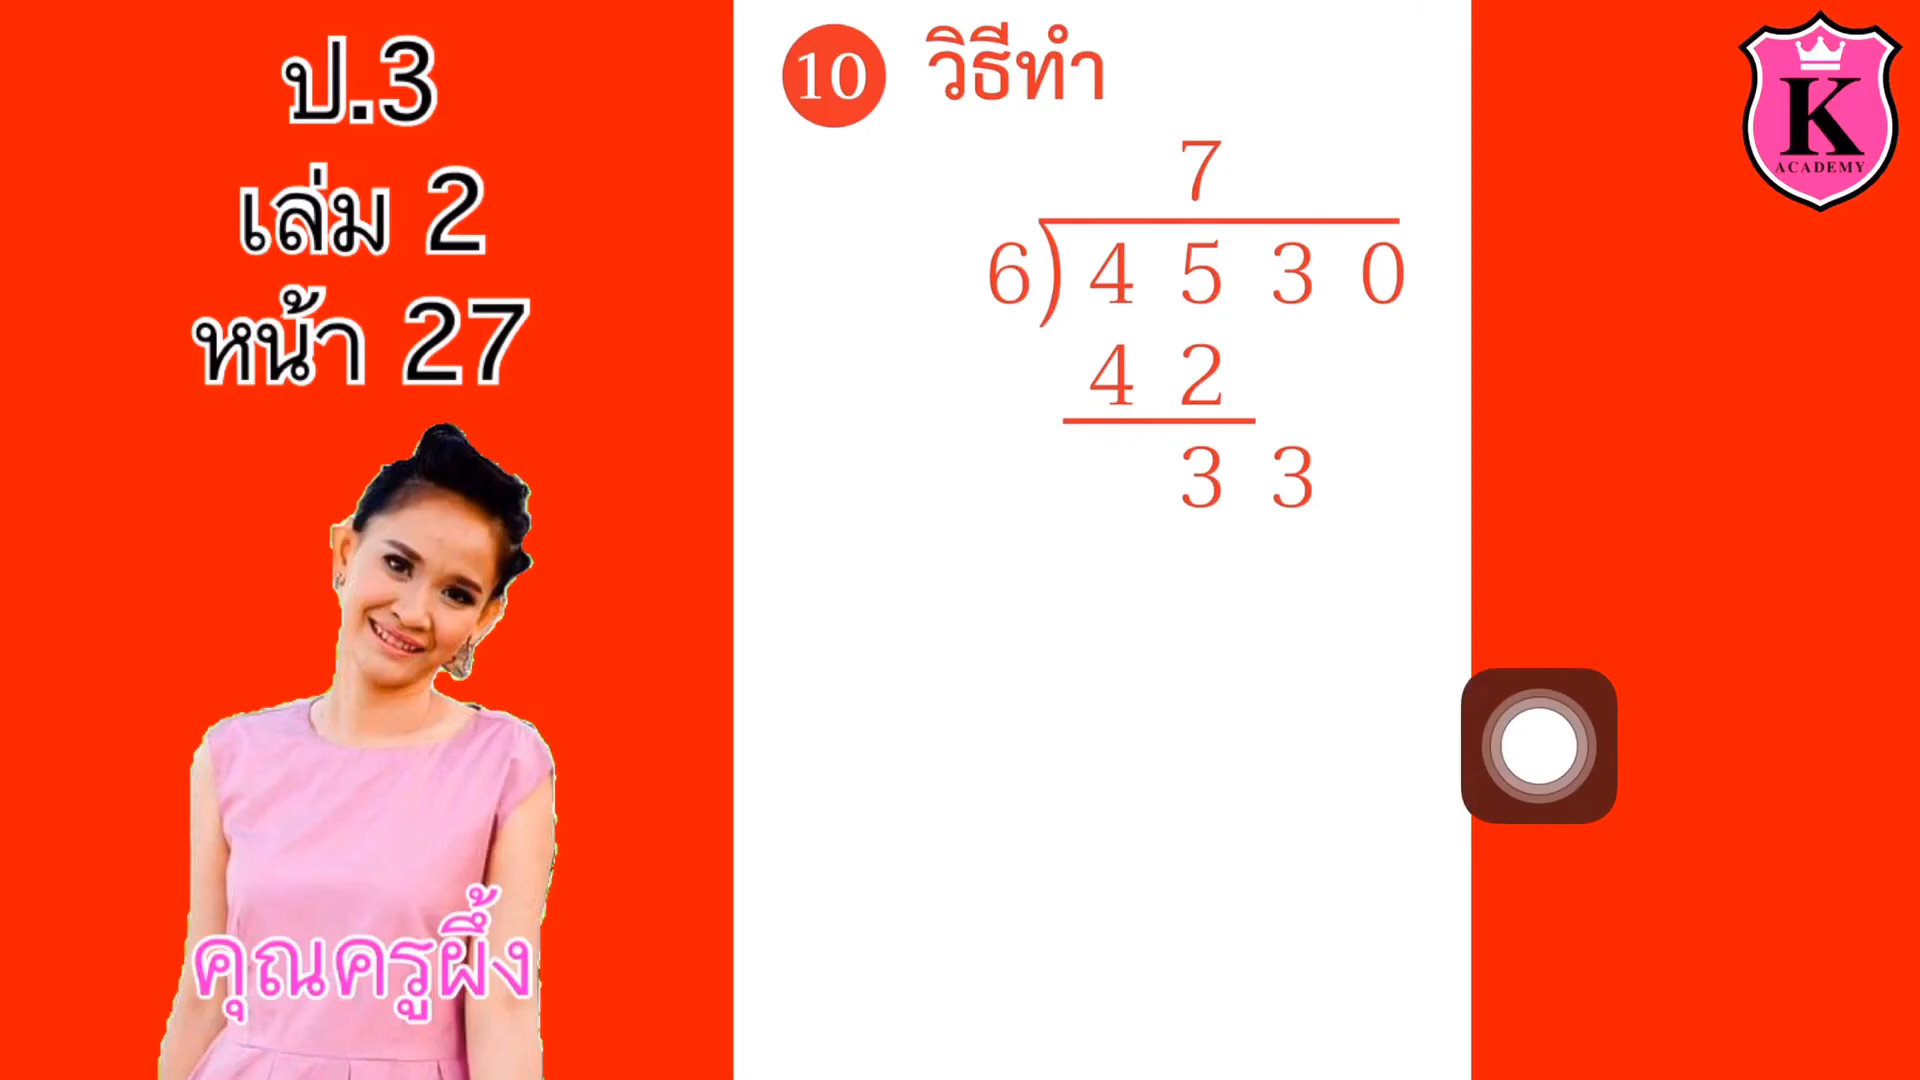 ป.3
เล่ม 2
หน้า 27
คุณครูผึ้ง
10 วิธีทำ
7
6) 4 5 3 0
4 2
3 3
K
ACADEMY